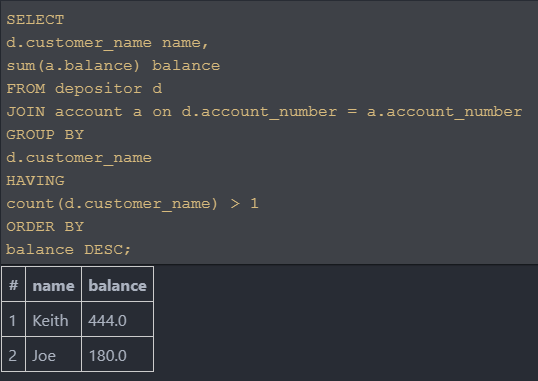 SELECT
d.customer_name name,
sum(a.balance) balance
FROM depositor d
JOIN account a on d.account_number = a.account_number
GROUP BY
d.customer_name
HAVING
count(d.customer_name) > 1
ORDER BY
balance DESC;
# name balance
1 Keith 444.0
2 Joe 180.0